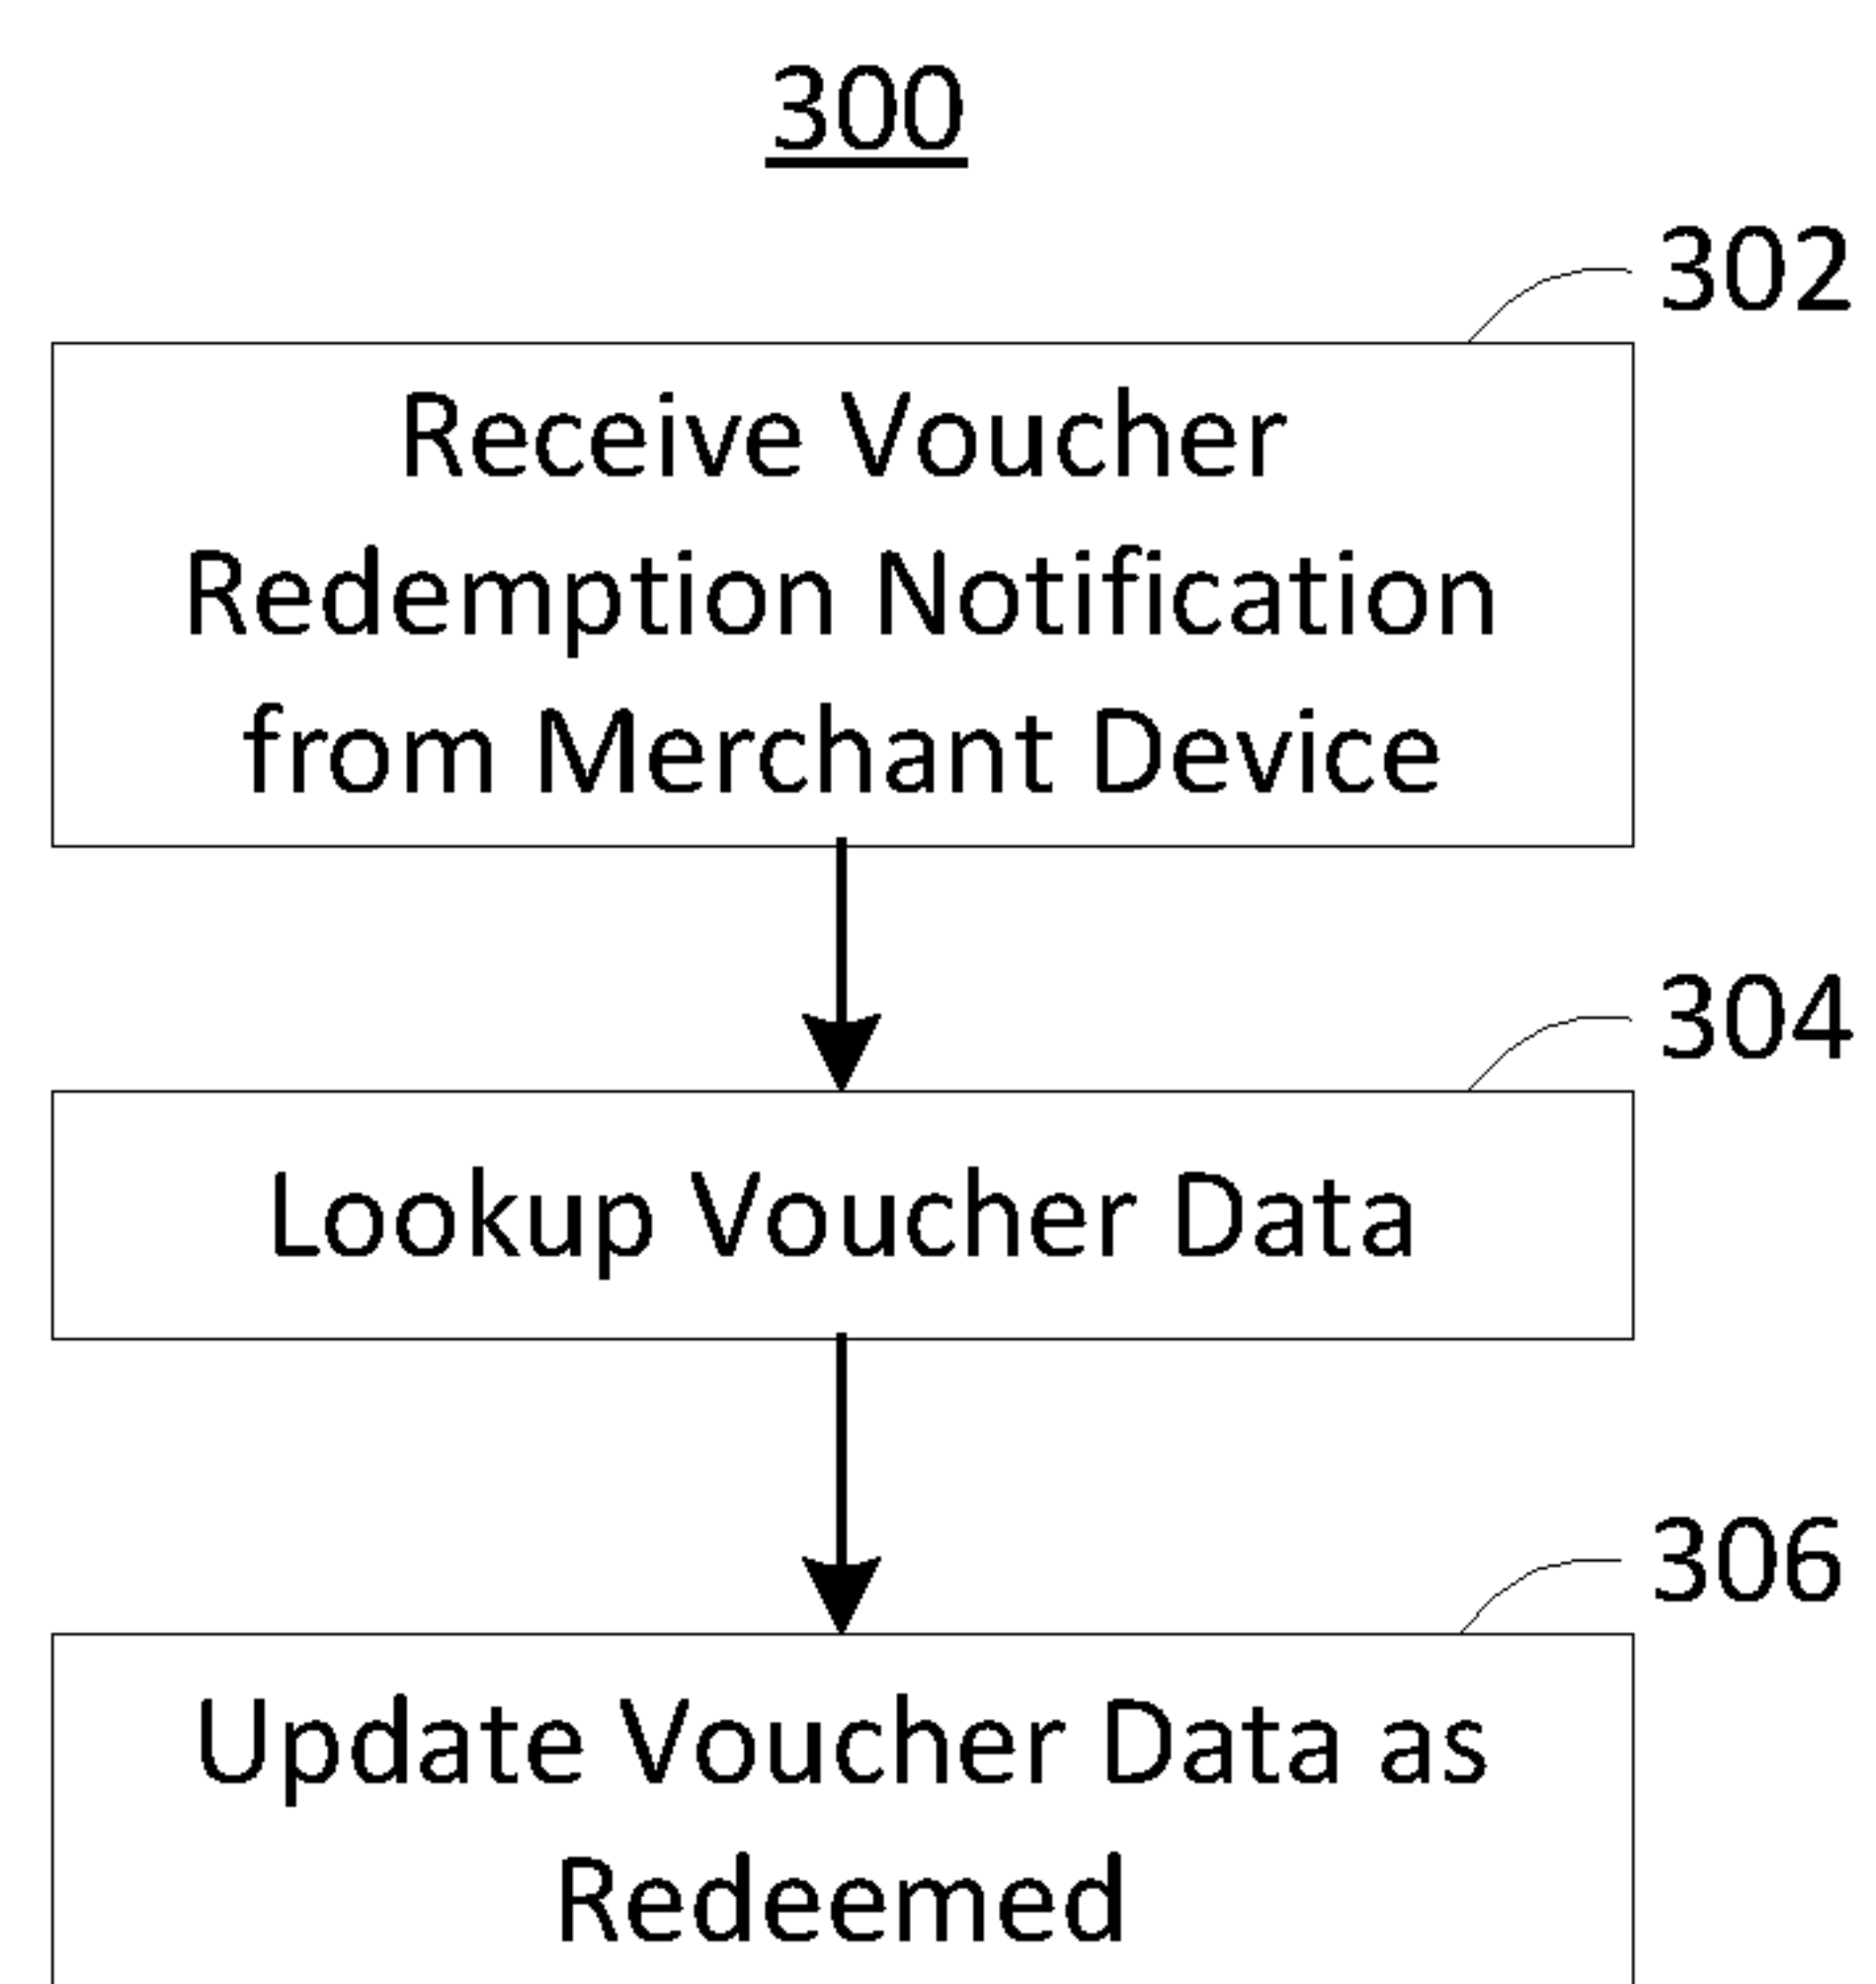 300
302
Receive Voucher
Redemption Notification
from Merchant Device
304
Lookup Voucher Data
306
Update Voucher Data as
Redeemed